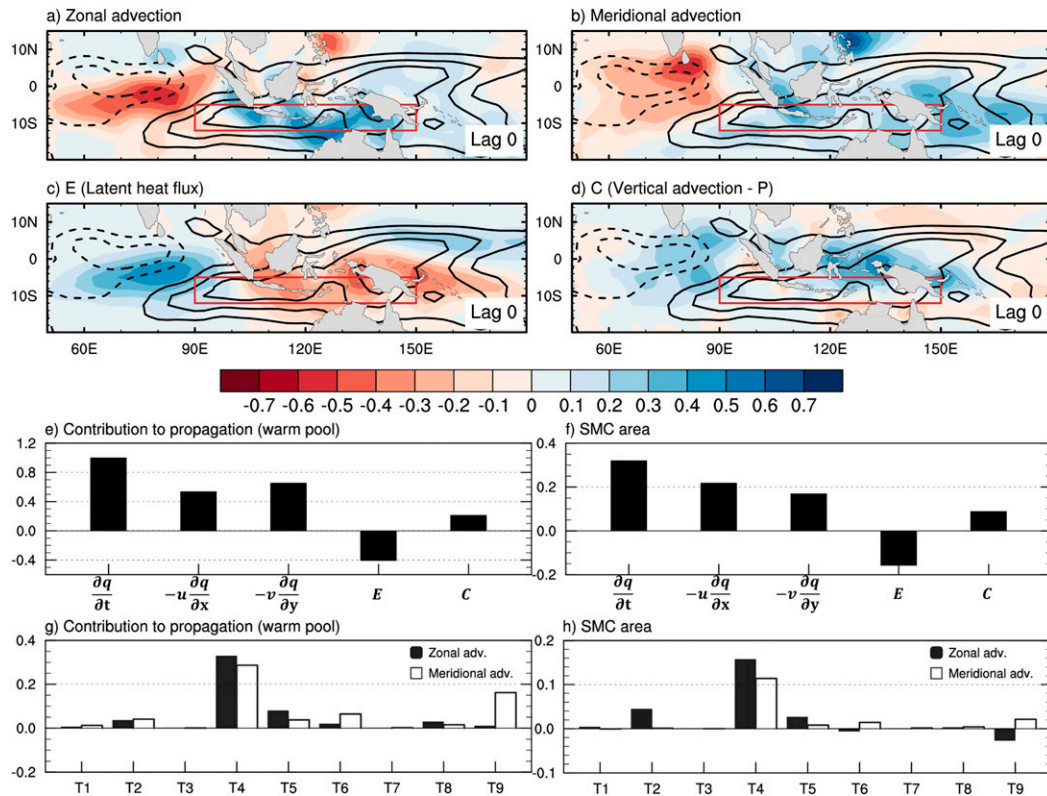 a) Zonal advection
b) Meridional advection
10N
0
10S
Lag 0
Lag 0
c) E (Latent heat flux)
d) C (Vertical advection - P)
10N
0
10S
Lag 0
Lag 0
60E 90E 120E 150E 60E 90E 120E 150E
-0.7 -0.6 -0.5 -0.4 -0.3 -0.2 -0.1 0 0.1 0.2 0.3 0.4 0.5 0.6 0.7
e) Contribution to propagation (warm pool)
f) SMC area
1.2
0.8
0.4
0.0
-0.4
0.4
0.2
0.0
-0.2
∂q/∂t -u ∂q/∂x -v ∂q/∂y E C
∂q/∂t -u ∂q/∂x -v ∂q/∂y E C
g) Contribution to propagation (warm pool)
h) SMC area
0.4
0.2
0.0
-0.2
Zonal adv.
Meridional adv.
0.2
0.1
0.0
-0.1
Zonal adv.
Meridional adv.
T1 T2 T3 T4 T5 T6 T7 T8 T9
T1 T2 T3 T4 T5 T6 T7 T8 T9